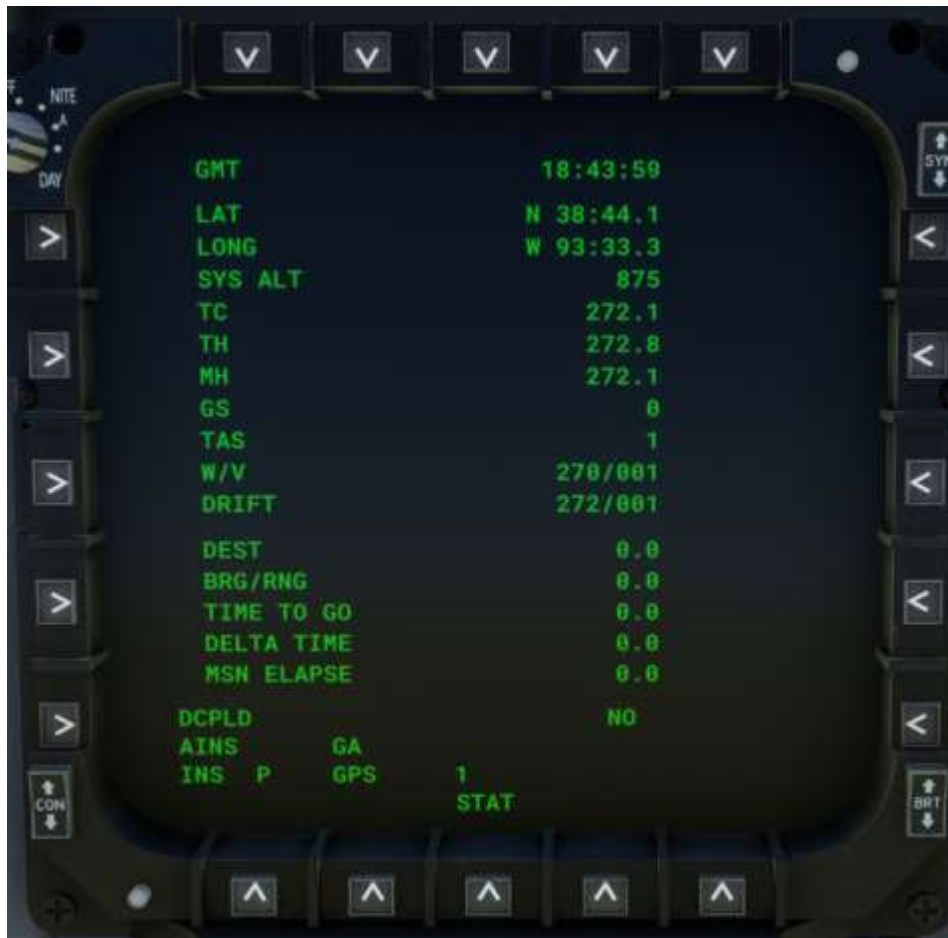 NITE
A
DAY
SYM
GMT 18:43:59
LAT N 38:44.1
LONG W 93:33.3
SYS ALT 875
TC 272.1
TH 272.8
MH 272.1
GS 0
TAS 1
W/V 270/001
DRIFT 272/001
DEST 0.0
BRG/RNG 0.0
TIME TO GO 0.0
DELTA TIME 0.0
MSN ELAPSE 0.0
DCPLD NO
AINS GA
INS P GPS 1
STAT
CON
BRT